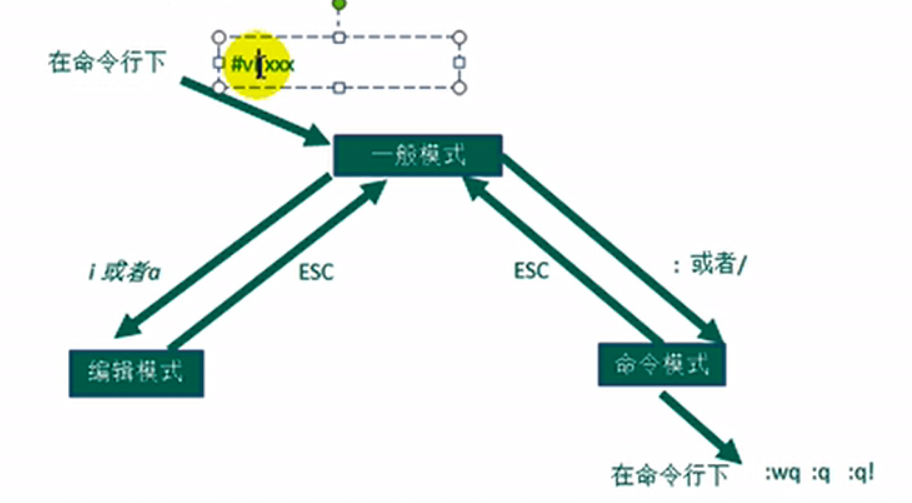 在命令行下
#vi xxx
一般模式
i 或者a
ESC
ESC
: 或者/
编辑模式
命令模式
在命令行下
:wq :q :q!